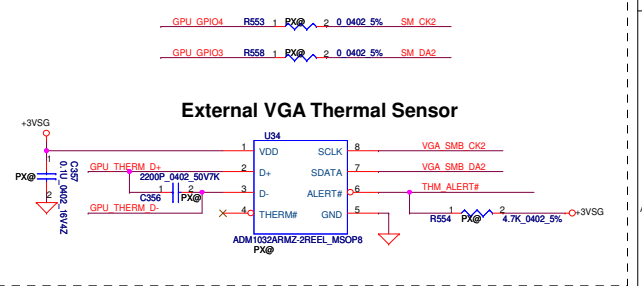 GPU_GPIO4 R553 1 PX@ 2 0_0402_5% SM_CK2
GPU_GPIO3 R558 1 PX@ 2 0_0402_5% SM_DA2
External VGA Thermal Sensor
+3VSG
U34
1 VDD SCLK 8 VGA_SMB_CK2
GPU_THERM_D+ 2 D+ SDATA 7 VGA_SMB_DA2
2200P_0402_50V7K
1 2 PX@
C356
3 D- ALERT# 6 THM_ALERT#
GPU_THERM_D-
4 THERM# GND 5
R554 1 PX@ 2 4.7K_0402_5% +3VSG
ADM1032ARMZ-2REEL_MSOP8
PX@
1
PX@
2
C357
0.1U_0402_16V4Z